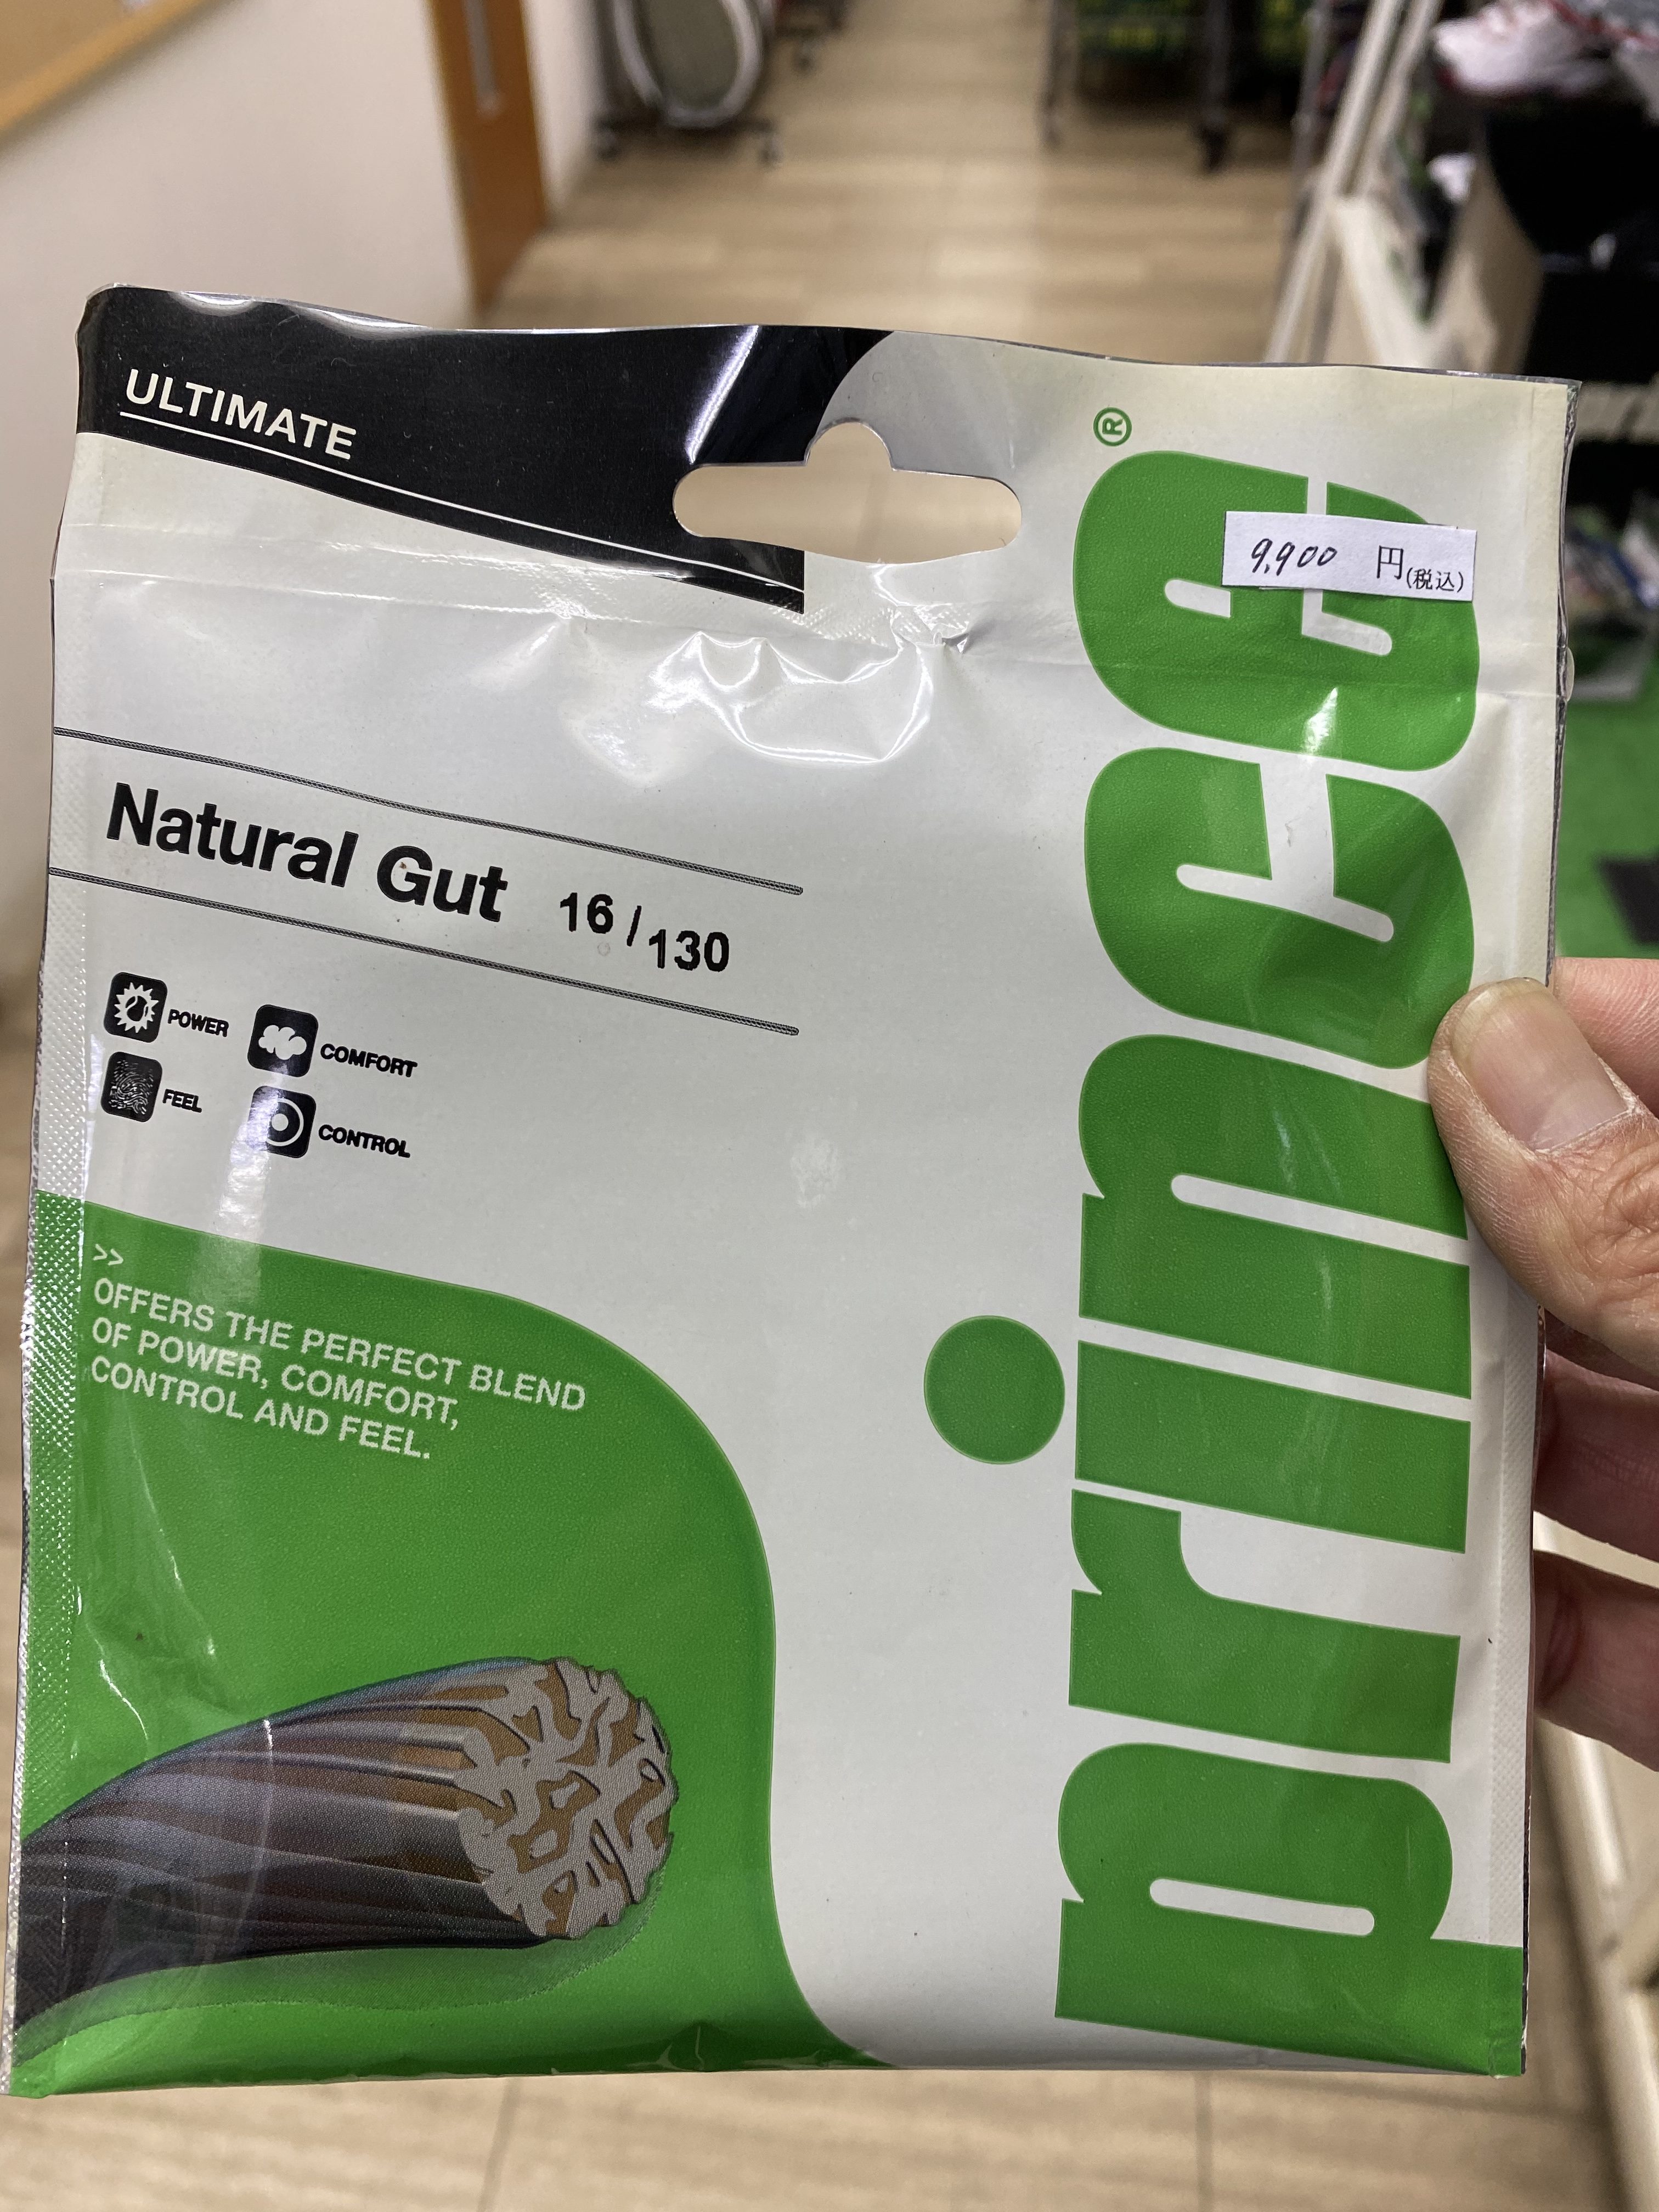 ULTIMATE
prince®
9,900 円(税込)
Natural Gut 16/130
POWER
COMFORT
FEEL
CONTROL
>>
OFFERS THE PERFECT BLEND
OF POWER, COMFORT,
CONTROL AND FEEL.